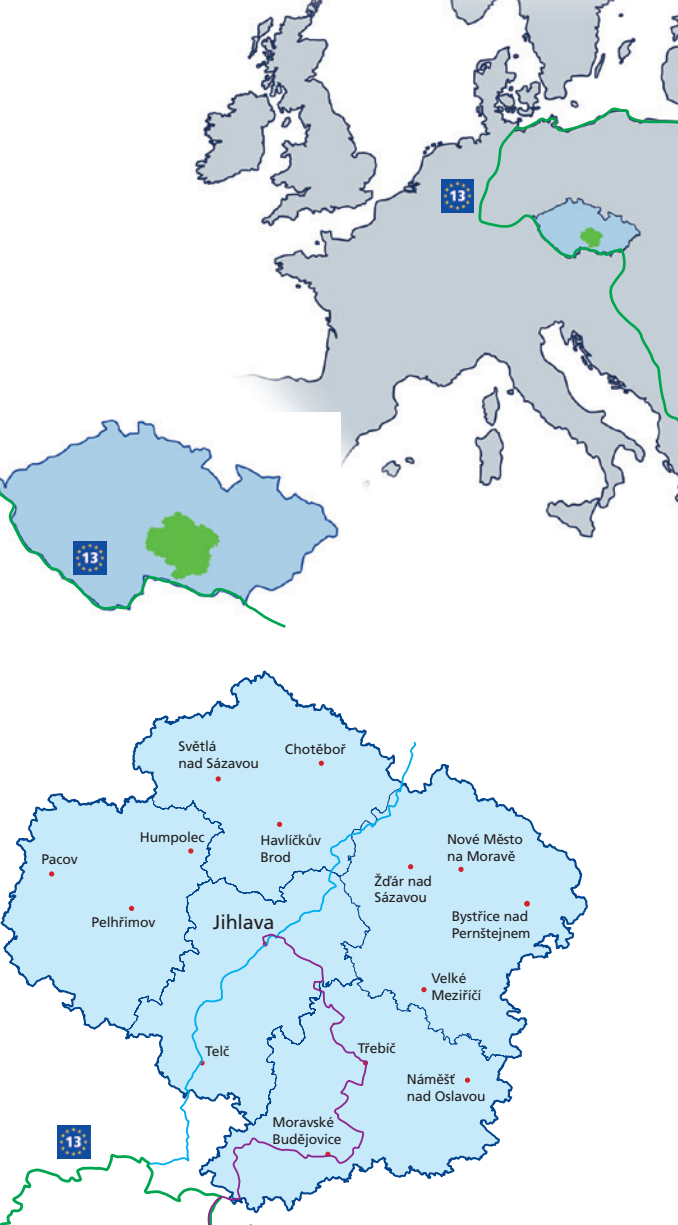 13
13
Světlá
nad Sázavou
Chotěboř
Humpolec
Havlíčkův
Brod
Pacov
Nové Město
na Moravě
Žďár nad
Sázavou
Pelhřimov
Bystřice nad
Pernštejnem
Jihlava
Velké
Meziříčí
Telč
Třebíč
Náměšť
nad Oslavou
Moravské
Budějovice
13